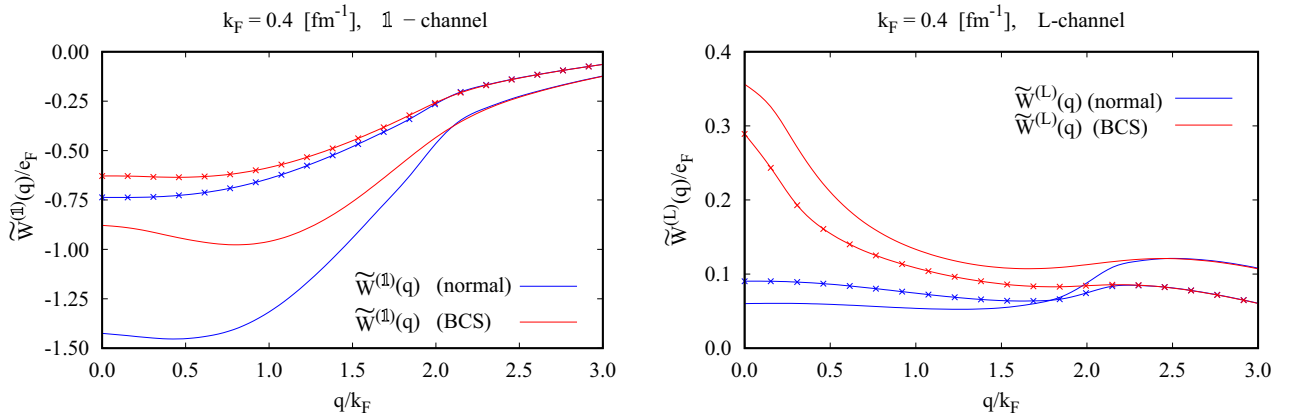 k_F = 0.4 [fm⁻¹], 𝟙 – channel
0.00
-0.25
-0.50
-0.75
-1.00
-1.25
-1.50
W̃^(𝟙)(q)/e_F
W̃^(𝟙)(q) (normal)
W̃^(𝟙)(q) (BCS)
0.0 0.5 1.0 1.5 2.0 2.5 3.0
q/k_F
k_F = 0.4 [fm⁻¹], L-channel
0.4
0.3
0.2
0.1
0.0
W̃^(L)(q)/e_F
W̃^(L)(q) (normal)
W̃^(L)(q) (BCS)
0.0 0.5 1.0 1.5 2.0 2.5 3.0
q/k_F